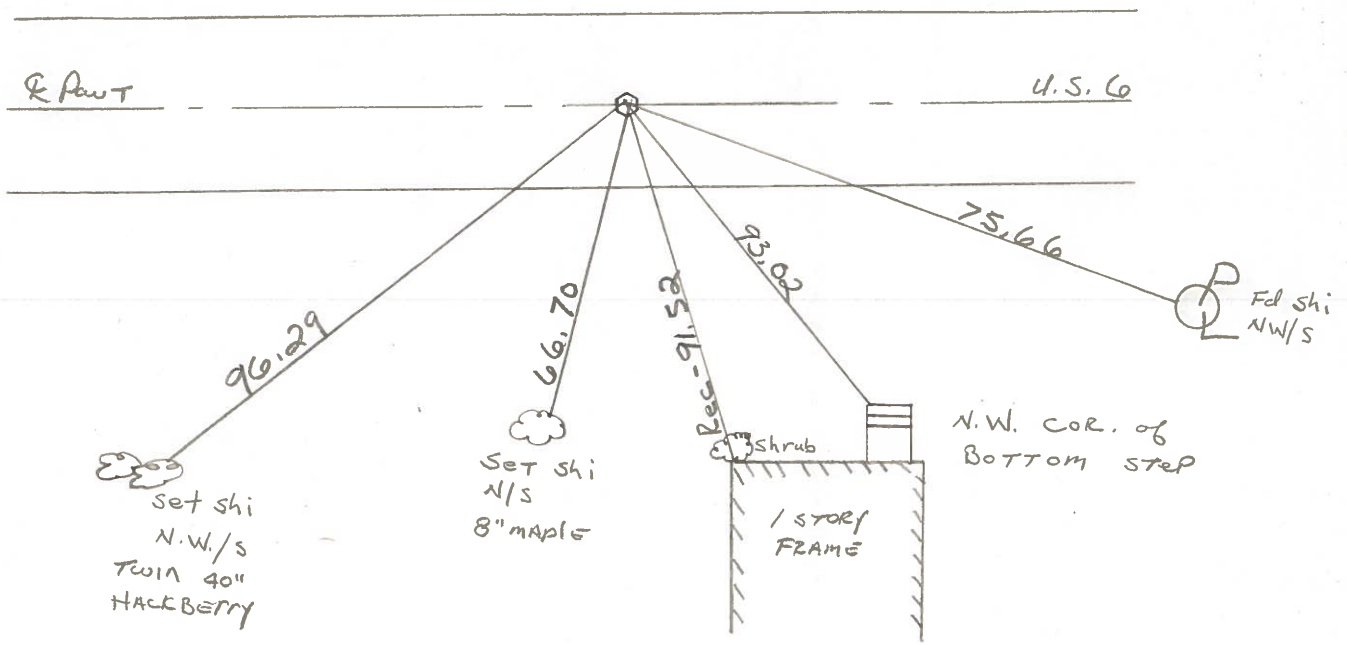 ℄ Pav't
U.S. 6
96.29
66.70
Rec-91.52
93.02
75.66
Fd shi
NW/S
Set shi
N.W./S
Twin 40"
HACKBERRY
SET shi
N/S
8" MAPLE
shrub
1 STORY
FRAME
N.W. COR. of
BOTTOM STEP